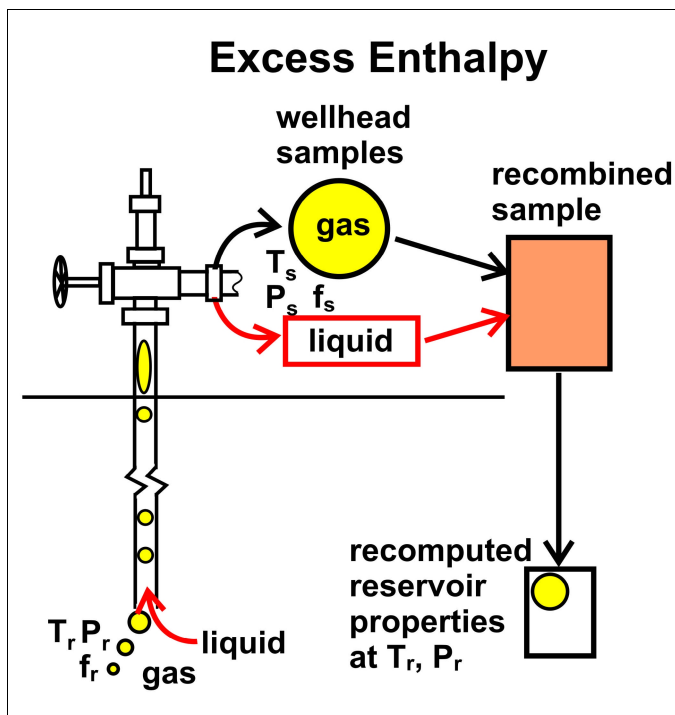 Excess Enthalpy
wellhead
samples
gas
Ts
Ps fs
liquid
recombined
sample
recomputed
reservoir
properties
at Tr, Pr
Tr Pr
fr
gas
liquid